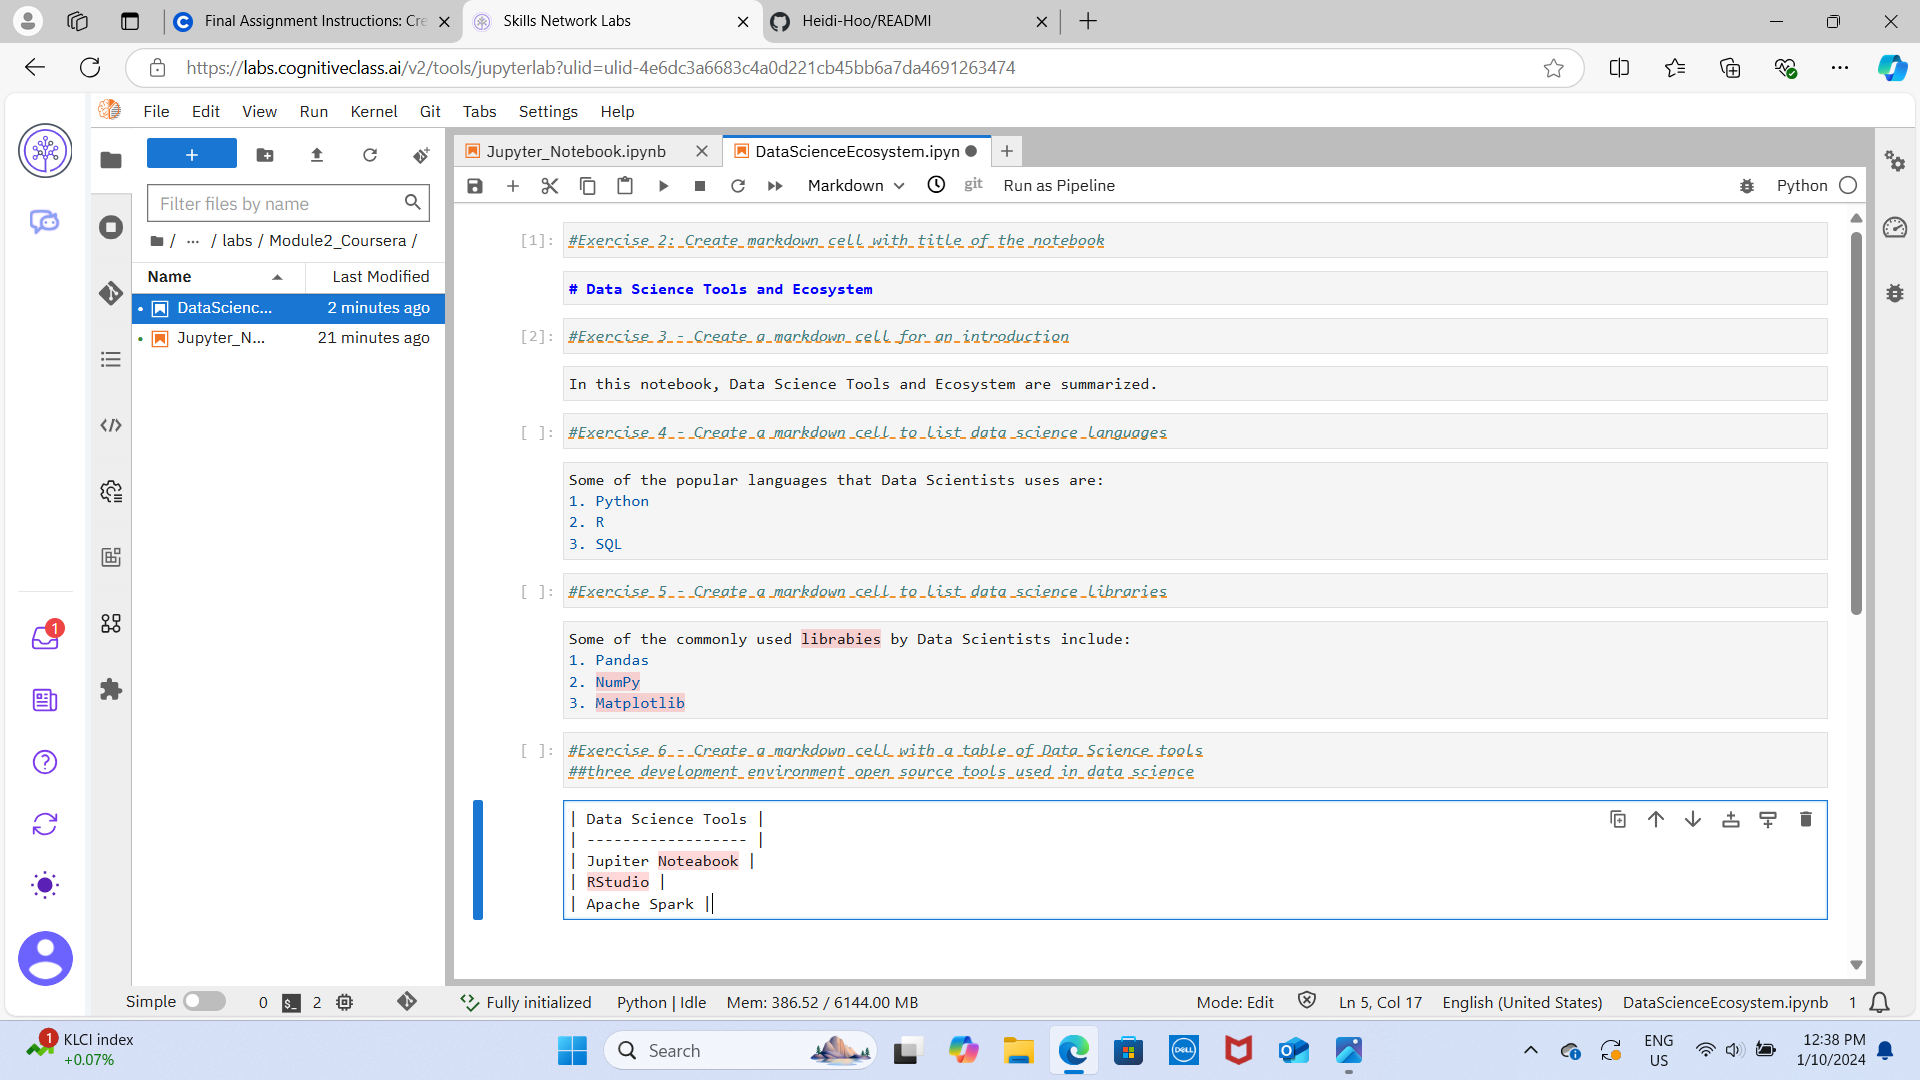 Final Assignment Instructions: Cre
Skills Network Labs
Heidi-Hoo/READMI
https://labs.cognitiveclass.ai/v2/tools/jupyterlab?ulid=ulid-4e6dc3a6683c4a0d221cb45bb6a7da4691263474
File Edit View Run Kernel Git Tabs Settings Help
Jupyter_Notebook.ipynb
DataScienceEcosystem.ipyn
Markdown
git
Run as Pipeline
Python
Filter files by name
/ ... / labs / Module2_Coursera /
Name Last Modified
DataScienc... 2 minutes ago
Jupyter_N... 21 minutes ago
[1]: #Exercise 2: Create markdown cell with title of the notebook
# Data Science Tools and Ecosystem
[2]: #Exercise 3 - Create a markdown cell for an introduction
In this notebook, Data Science Tools and Ecosystem are summarized.
[ ]: #Exercise 4 - Create a markdown cell to list data science languages
Some of the popular languages that Data Scientists uses are:
1. Python
2. R
3. SQL
[ ]: #Exercise 5 - Create a markdown cell to list data science libraries
Some of the commonly used librabies by Data Scientists include:
1. Pandas
2. NumPy
3. Matplotlib
[ ]: #Exercise 6 - Create a markdown cell with a table of Data Science tools
##three development environment open source tools used in data science
| Data Science Tools |
| ------------------ |
| Jupiter Noteabook |
| RStudio |
| Apache Spark |
1
Simple 0 2 Fully initialized Python | Idle Mem: 386.52 / 6144.00 MB Mode: Edit Ln 5, Col 17 English (United States) DataScienceEcosystem.ipynb 1
1
KLCI index
+0.07%
Search
DELL
ENG
US
12:38 PM
1/10/2024